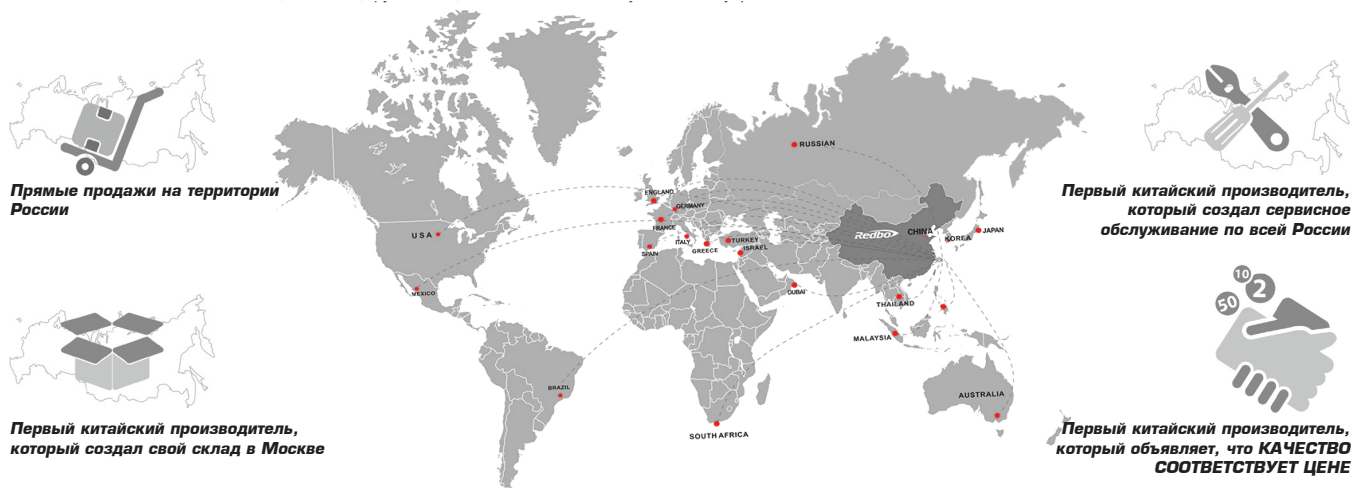 Прямые продажи на территории
России
Первый китайский производитель,
который создал свой склад в Москве
RUSSIAN
ENGLAND
GERMANY
FRANCE
USA
ITALY
SPAIN
GREECE
TURKEY
ISRAEL
Redbo
CHINA
KOREA
JAPAN
MEXICO
DUBAI
THAILAND
MALAYSIA
BRAZIL
AUSTRALIA
SOUTH AFRICA
Первый китайский производитель,
который создал сервисное
обслуживание по всей России
10
50
2
Первый китайский производитель,
который объявляет, что КАЧЕСТВО
СООТВЕТСТВУЕТ ЦЕНЕ